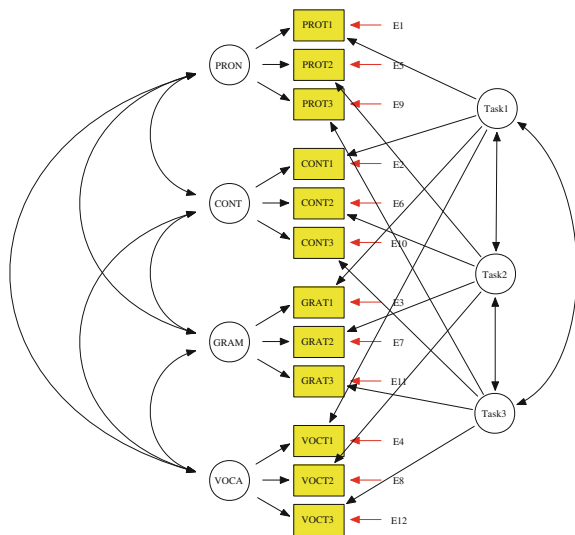 PROT1
E1
PRON
PROT2
E5
PROT3
E9
Task1
CONT1
E2
CONT
CONT2
E6
CONT3
E10
Task2
GRAT1
E3
GRAM
GRAT2
E7
GRAT3
E11
Task3
VOCT1
E4
VOCA
VOCT2
E8
VOCT3
E12